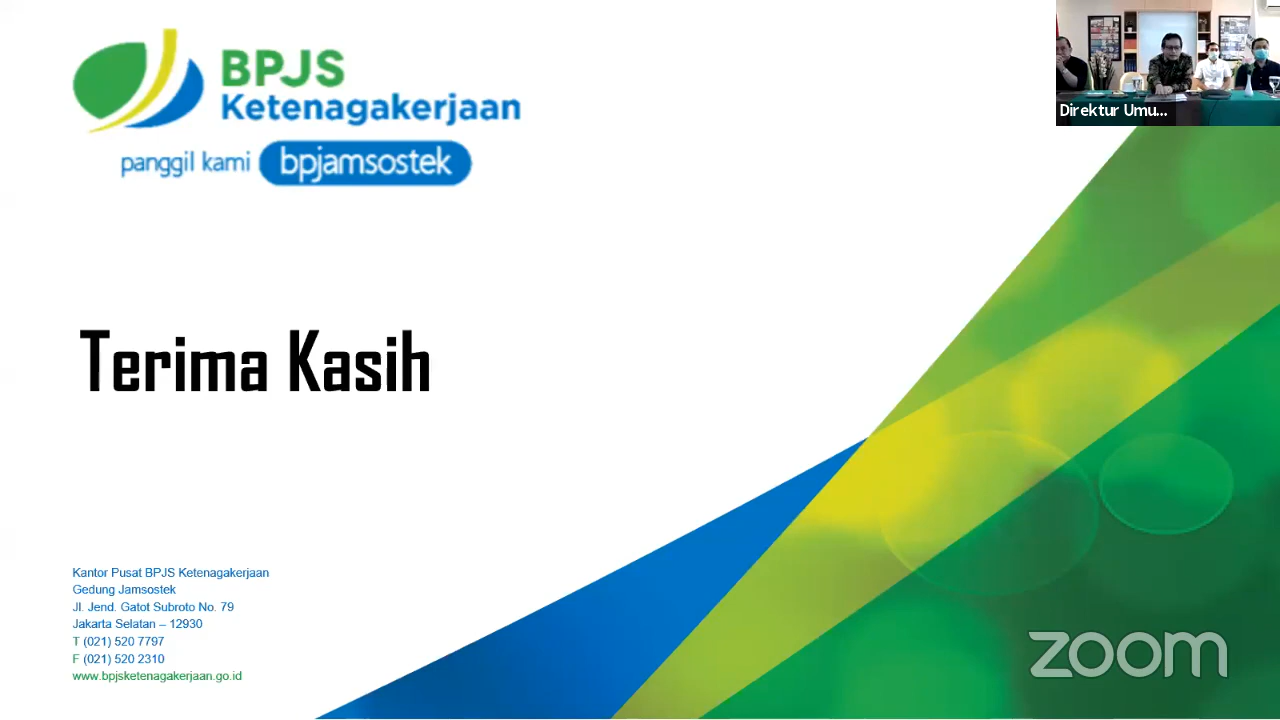 BPJS
Ketenagakerjaan
panggil kami bpjamsostek
Direktur Umu...
Terima Kasih
Kantor Pusat BPJS Ketenagakerjaan
Gedung Jamsostek
Jl. Jend. Gatot Subroto No. 79
Jakarta Selatan – 12930
T (021) 520 7797
F (021) 520 2310
www.bpjsketenagakerjaan.go.id
zoom